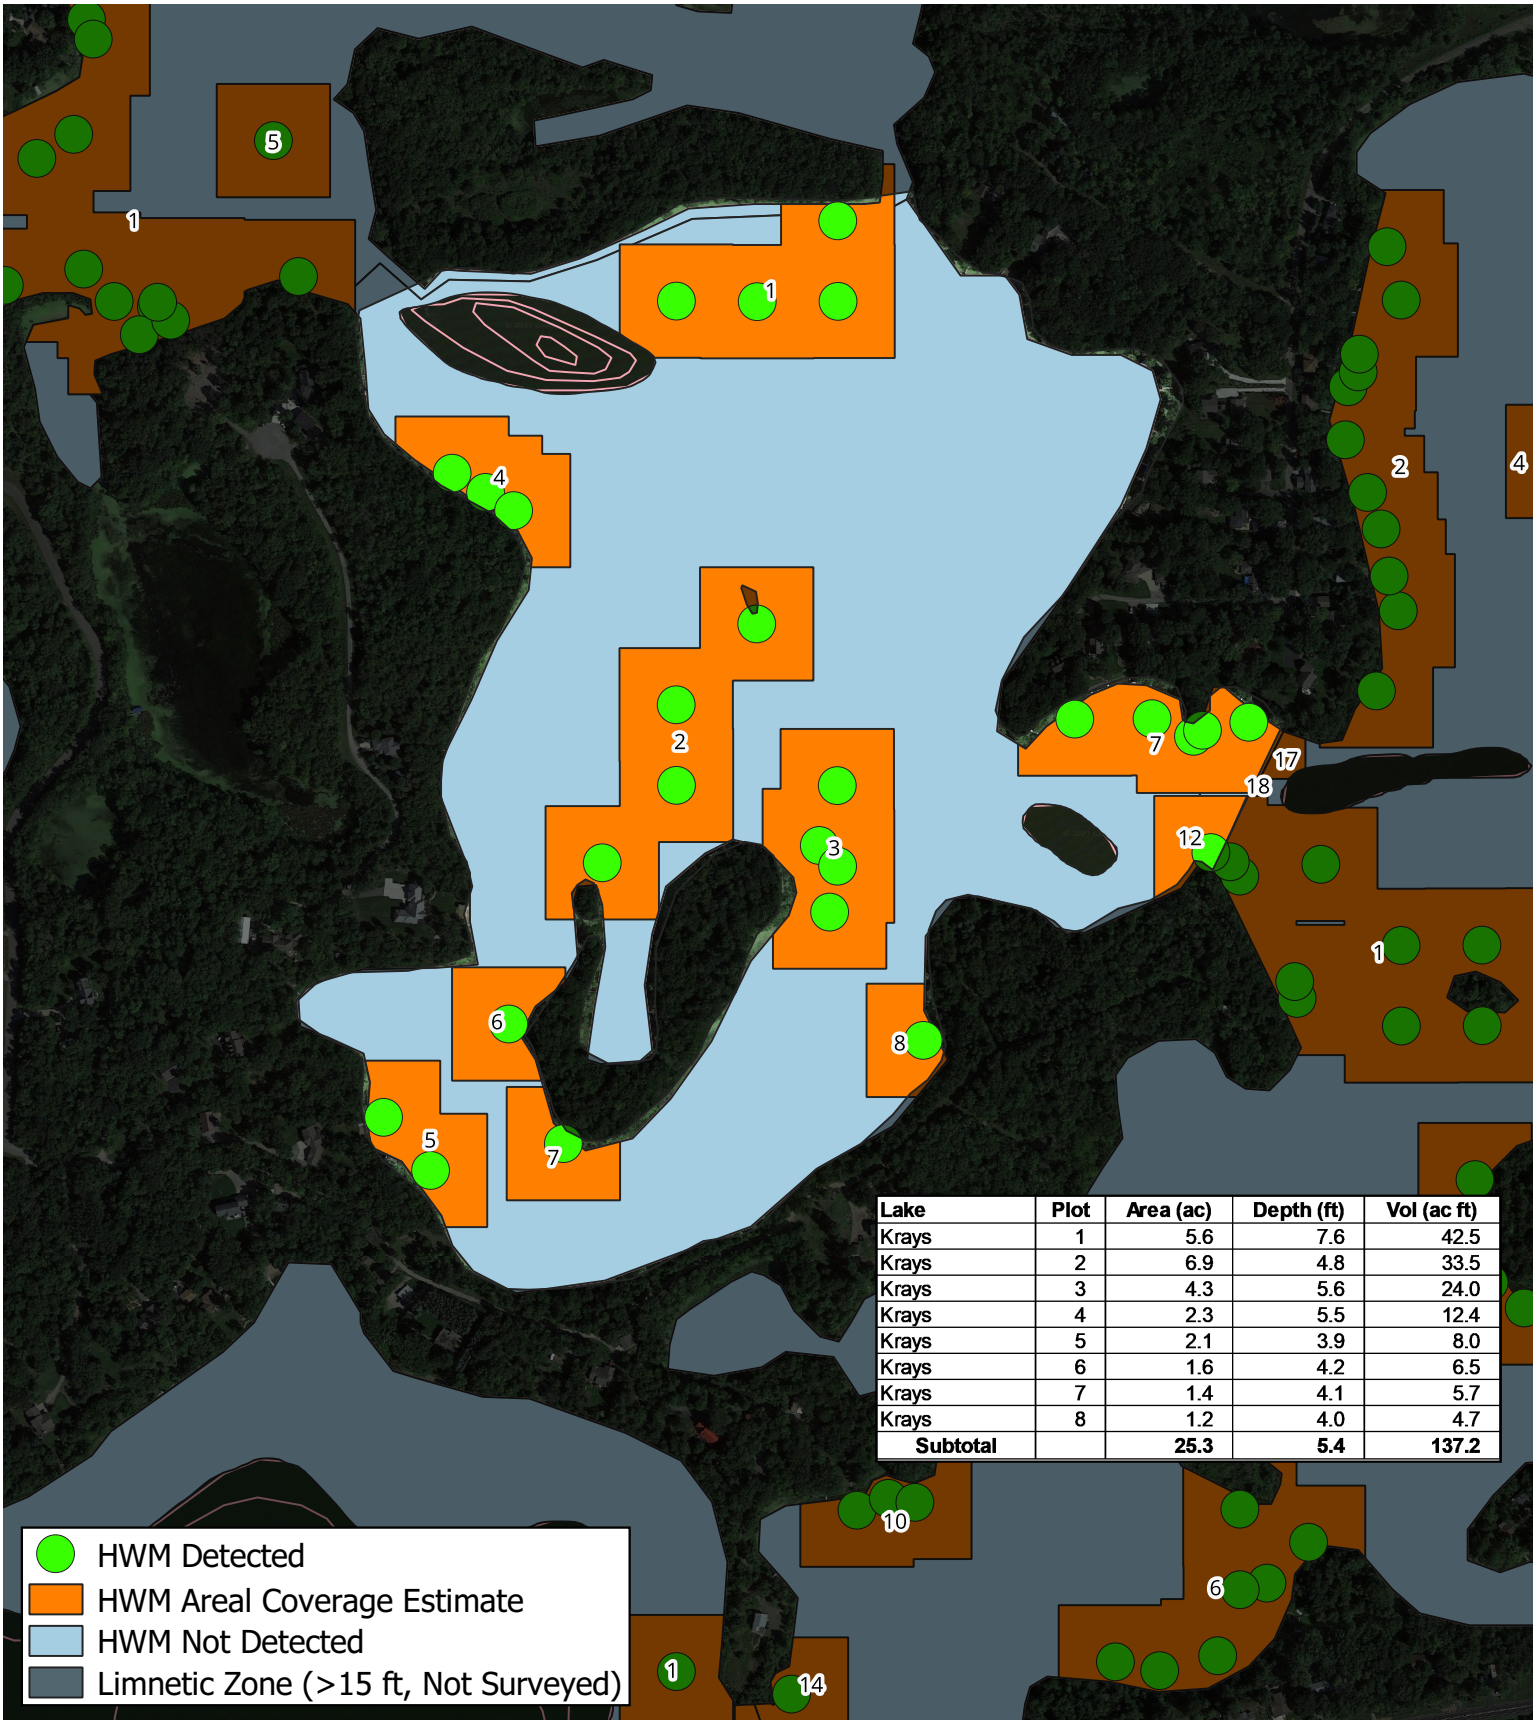 5
1
1
4
2
4
2
7
17
18
12
3
1
6
8
5
7
Lake Plot Area (ac) Depth (ft) Vol (ac ft)
Krays 1 5.6 7.6 42.5
Krays 2 6.9 4.8 33.5
Krays 3 4.3 5.6 24.0
Krays 4 2.3 5.5 12.4
Krays 5 2.1 3.9 8.0
Krays 6 1.6 4.2 6.5
Krays 7 1.4 4.1 5.7
Krays 8 1.2 4.0 4.7
Subtotal 25.3 5.4 137.2
10
6
1
14
HWM Detected
HWM Areal Coverage Estimate
HWM Not Detected
Limnetic Zone (>15 ft, Not Surveyed)